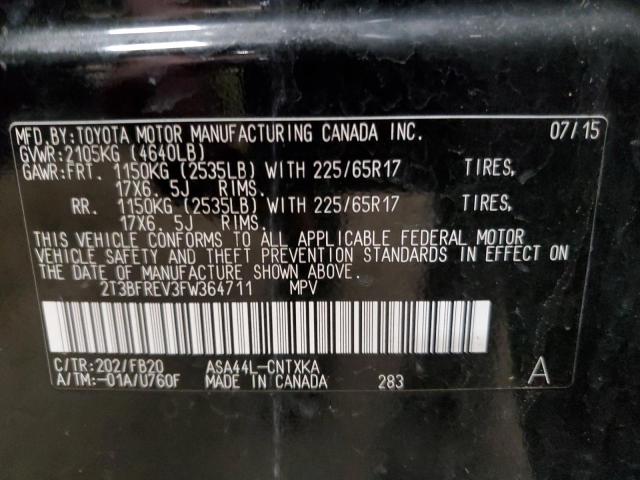 MFD.BY:TOYOTA MOTOR MANUFACTURING CANADA INC. 07/15
GVWR:2105KG (4640LB)
GAWR:FRT. 1150KG (2535LB) WITH 225/65R17 TIRES,
17X6. 5J RIMS.
RR. 1150KG (2535LB) WITH 225/65R17 TIRES,
17X6. 5J RIMS.
THIS VEHICLE CONFORMS TO ALL APPLICABLE FEDERAL MOTOR
VEHICLE SAFETY AND THEFT PREVENTION STANDARDS IN EFFECT ON
THE DATE OF MANUFACTURE SHOWN ABOVE.
2T3BFREV3FW364711 MPV
C/TR:202/FB20 ASA44L-CNTXKA
A/TM:-01A/U760F MADE IN CANADA 283 A